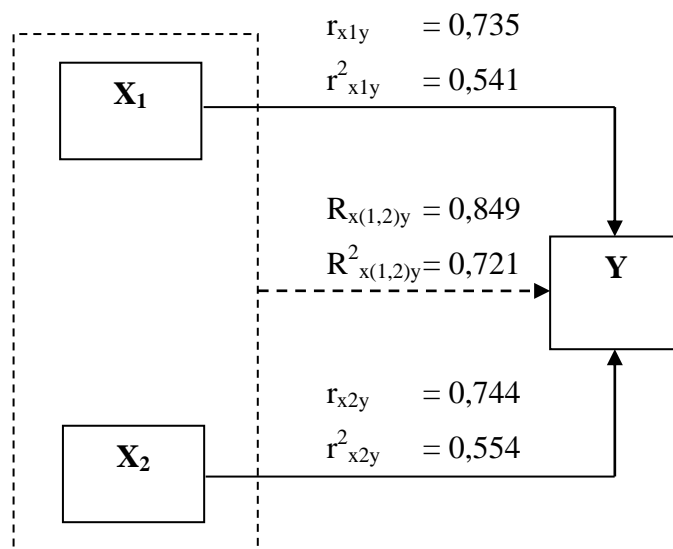 r_x1y = 0,735
X₁
r²_x1y = 0,541
R_x(1,2)y = 0,849
R²_x(1,2)y = 0,721
Y
r_x2y = 0,744
X₂
r²_x2y = 0,554